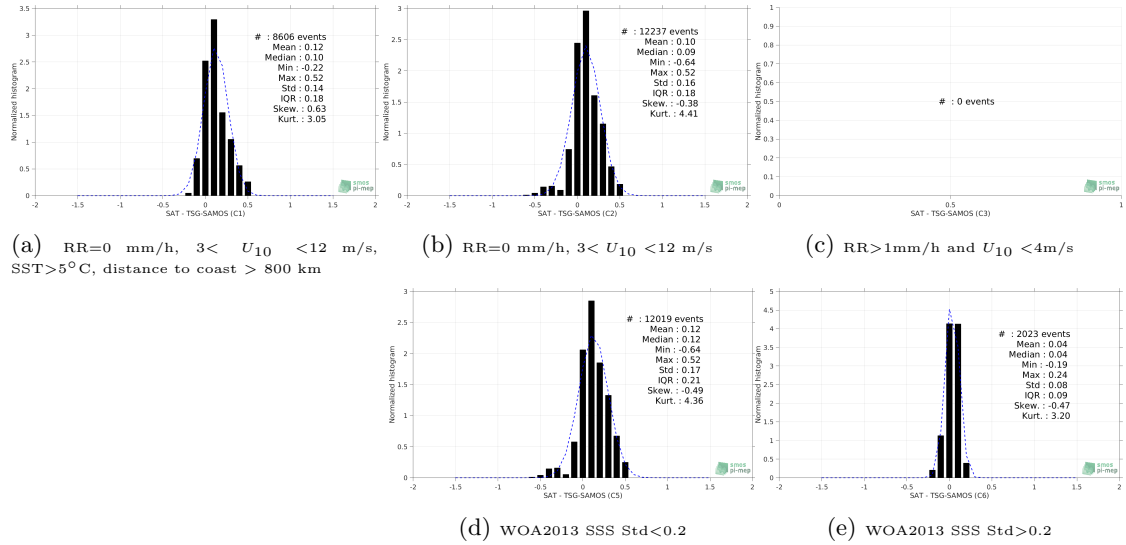 3.5
3
2.5
2
1.5
1
0.5
0
-2 -1.5 -1 -0.5 0 0.5 1 1.5 2
Normalized histogram
SAT - TSG-SAMOS (C1)
# : 8606 events
Mean : 0.12
Median : 0.10
Min : -0.22
Max : 0.52
Std : 0.14
IQR : 0.18
Skew. : 0.63
Kurt. : 3.05
smos
pi-mep
(a) RR=0 mm/h, 3< U10 <12 m/s,
SST>5°C, distance to coast > 800 km
3
2.5
2
1.5
1
0.5
0
-2 -1.5 -1 -0.5 0 0.5 1 1.5 2
Normalized histogram
SAT - TSG-SAMOS (C2)
# : 12237 events
Mean : 0.10
Median : 0.09
Min : -0.64
Max : 0.52
Std : 0.16
IQR : 0.18
Skew. : -0.38
Kurt. : 4.41
smos
pi-mep
(b) RR=0 mm/h, 3< U10 <12 m/s
1
0.9
0.8
0.7
0.6
0.5
0.4
0.3
0.2
0.1
0
0 0.5 1
Normalized histogram
SAT - TSG-SAMOS (C3)
# : 0 events
smos
pi-mep
(c) RR>1mm/h and U10 <4m/s
3
2.5
2
1.5
1
0.5
0
-2 -1.5 -1 -0.5 0 0.5 1 1.5 2
Normalized histogram
SAT - TSG-SAMOS (C5)
# : 12019 events
Mean : 0.12
Median : 0.12
Min : -0.64
Max : 0.52
Std : 0.17
IQR : 0.21
Skew. : -0.49
Kurt. : 4.36
smos
pi-mep
(d) WOA2013 SSS Std<0.2
5
4.5
4
3.5
3
2.5
2
1.5
1
0.5
0
-2 -1.5 -1 -0.5 0 0.5 1 1.5 2
Normalized histogram
SAT - TSG-SAMOS (C6)
# : 2023 events
Mean : 0.04
Median : 0.04
Min : -0.19
Max : 0.24
Std : 0.08
IQR : 0.09
Skew. : -0.47
Kurt. : 3.20
smos
pi-mep
(e) WOA2013 SSS Std>0.2